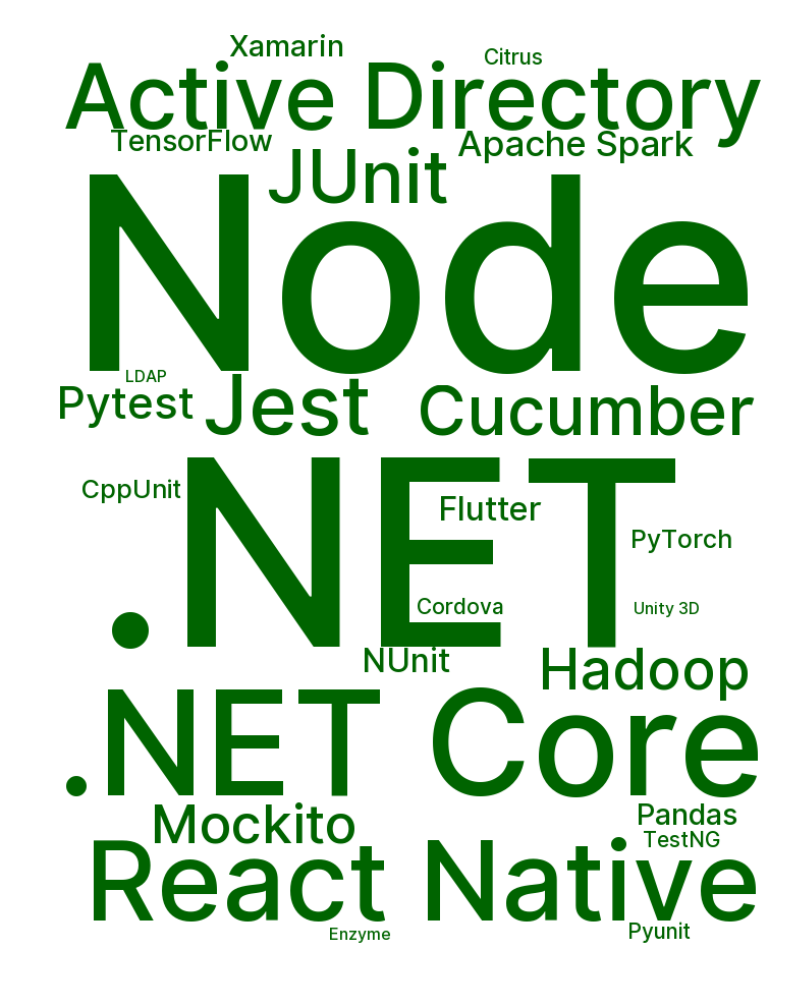 Xamarin
Citrus
Active Directory
TensorFlow
Apache Spark
JUnit
Node
LDAP
Pytest
Jest
Cucumber
.NET
CppUnit
Flutter
PyTorch
Cordova
Unity 3D
NUnit
Hadoop
.NET Core
Mockito
Pandas
TestNG
React Native
Enzyme
Pyunit